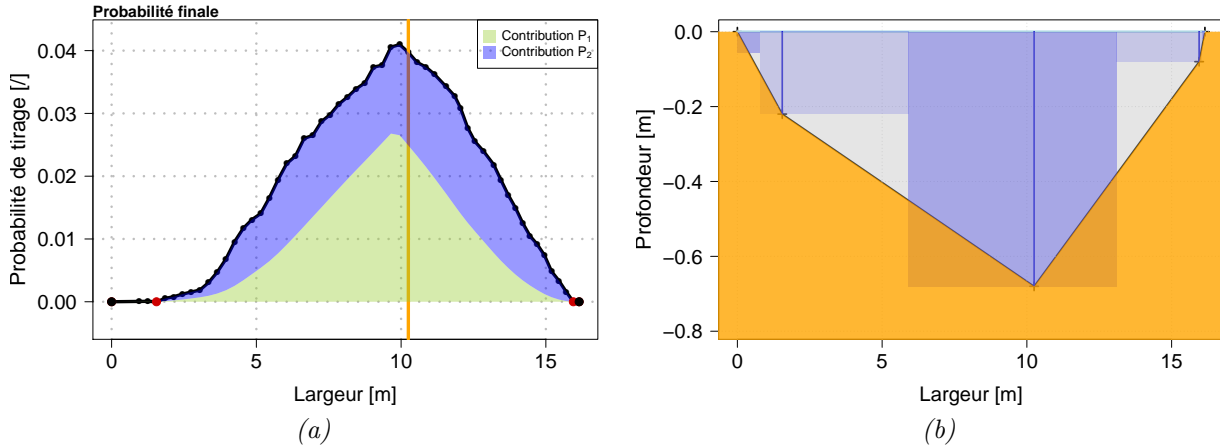 Probabilité finale
Contribution P1
Contribution P2
Probabilité de tirage [/]
0.04
0.03
0.02
0.01
0.00
0 5 10 15
Largeur [m]
(a)
Profondeur [m]
0.0
−0.2
−0.4
−0.6
−0.8
0 5 10 15
Largeur [m]
(b)